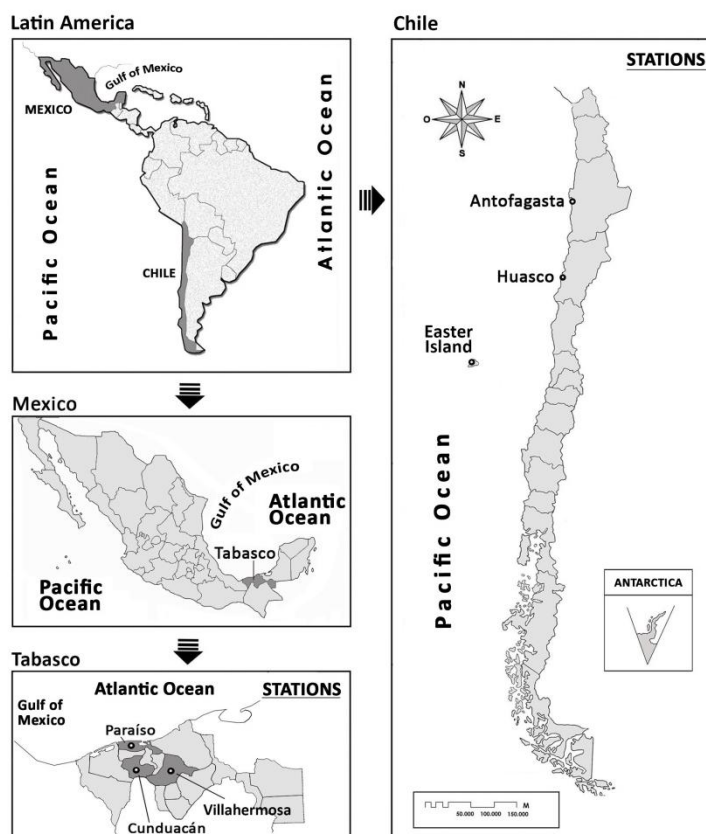 Latin America
Gulf of Mexico
MEXICO
Pacific Ocean
Atlantic Ocean
CHILE
Mexico
Gulf of Mexico
Atlantic
Ocean
Tabasco
Pacific
Ocean
Tabasco
Atlantic Ocean
STATIONS
Gulf of
Mexico
Paraíso
Villahermosa
Cunduacán
Chile
STATIONS
N
O
E
S
Antofagasta
Huasco
Easter
Island
Pacific Ocean
ANTARCTICA
M
50.000 100.000 150.000